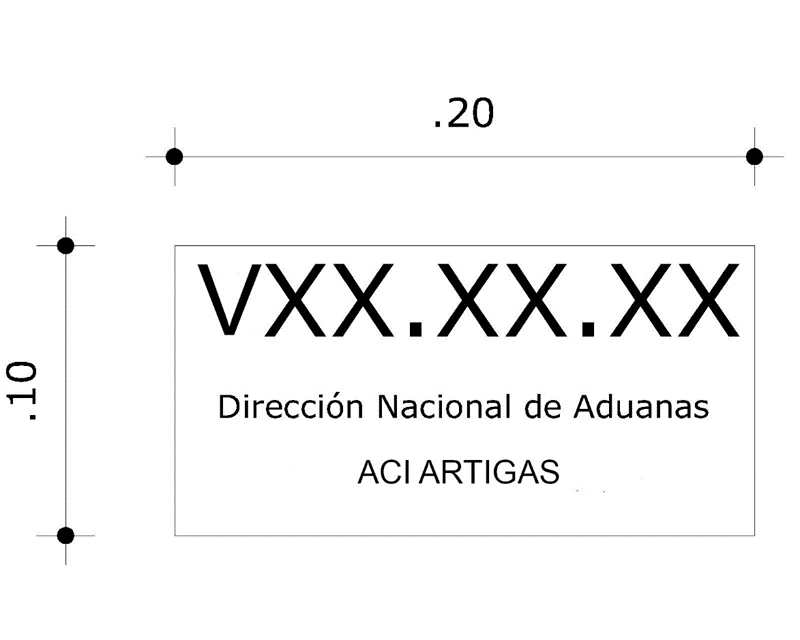 .20
.10
VXX.XX.XX
Dirección Nacional de Aduanas
ACI ARTIGAS